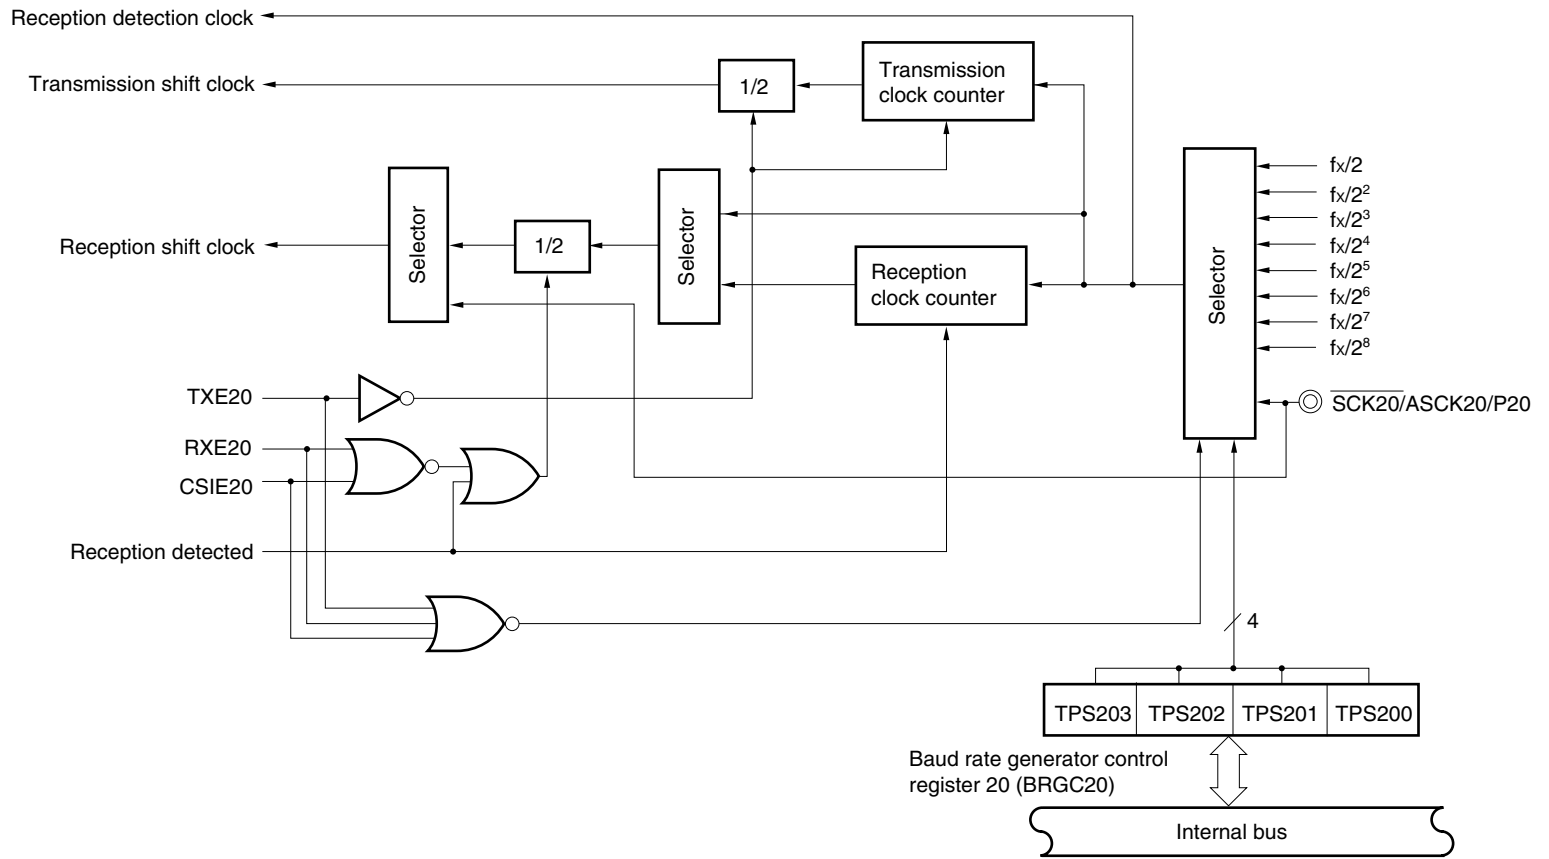 Reception detection clock
Transmission shift clock
1/2
Transmission
clock counter
Selector
Reception shift clock
1/2
Selector
Reception
clock counter
Selector
fx/2
fx/2²
fx/2³
fx/2⁴
fx/2⁵
fx/2⁶
fx/2⁷
fx/2⁸
SCK20/ASCK20/P20
TXE20
RXE20
CSIE20
Reception detected
4
TPS203 TPS202 TPS201 TPS200
Baud rate generator control
register 20 (BRGC20)
Internal bus